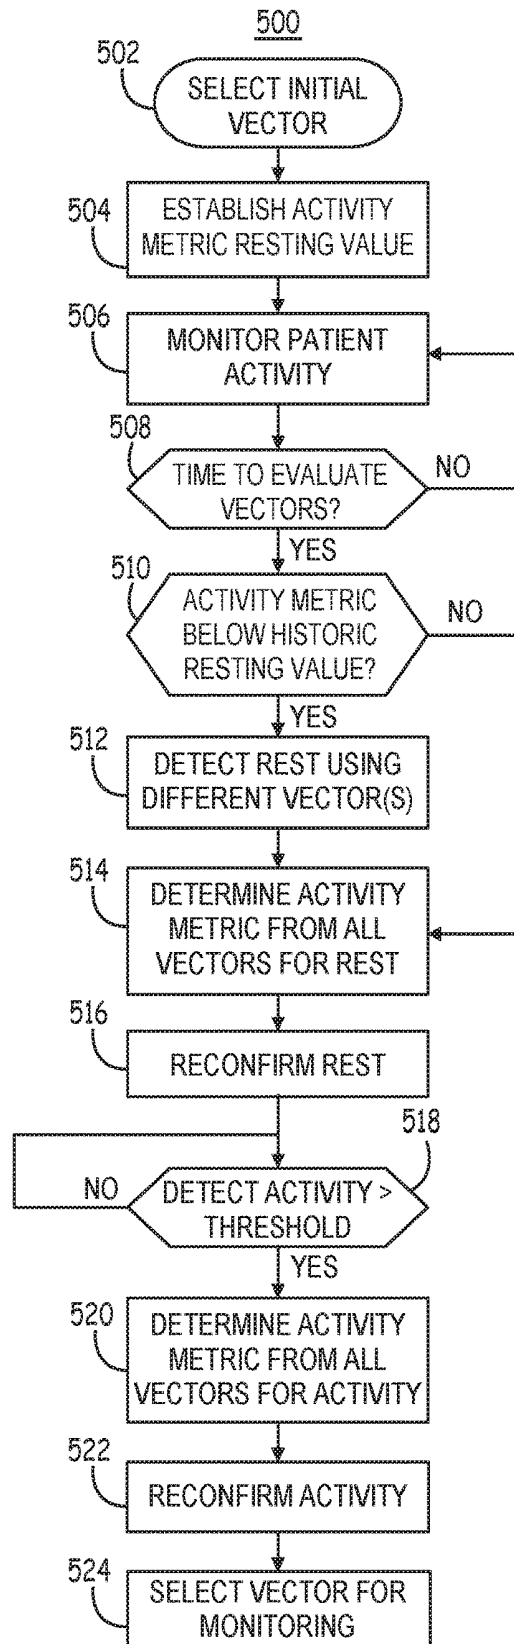 500
502
SELECT INITIAL
VECTOR
504
ESTABLISH ACTIVITY
METRIC RESTING VALUE
506
MONITOR PATIENT
ACTIVITY
508
TIME TO EVALUATE
VECTORS?
NO
YES
510
ACTIVITY METRIC
BELOW HISTORIC
RESTING VALUE?
NO
YES
512
DETECT REST USING
DIFFERENT VECTOR(S)
514
DETERMINE ACTIVITY
METRIC FROM ALL
VECTORS FOR REST
516
RECONFIRM REST
518
NO
DETECT ACTIVITY >
THRESHOLD
YES
520
DETERMINE ACTIVITY
METRIC FROM ALL
VECTORS FOR ACTIVITY
522
RECONFIRM ACTIVITY
524
SELECT VECTOR FOR
MONITORING